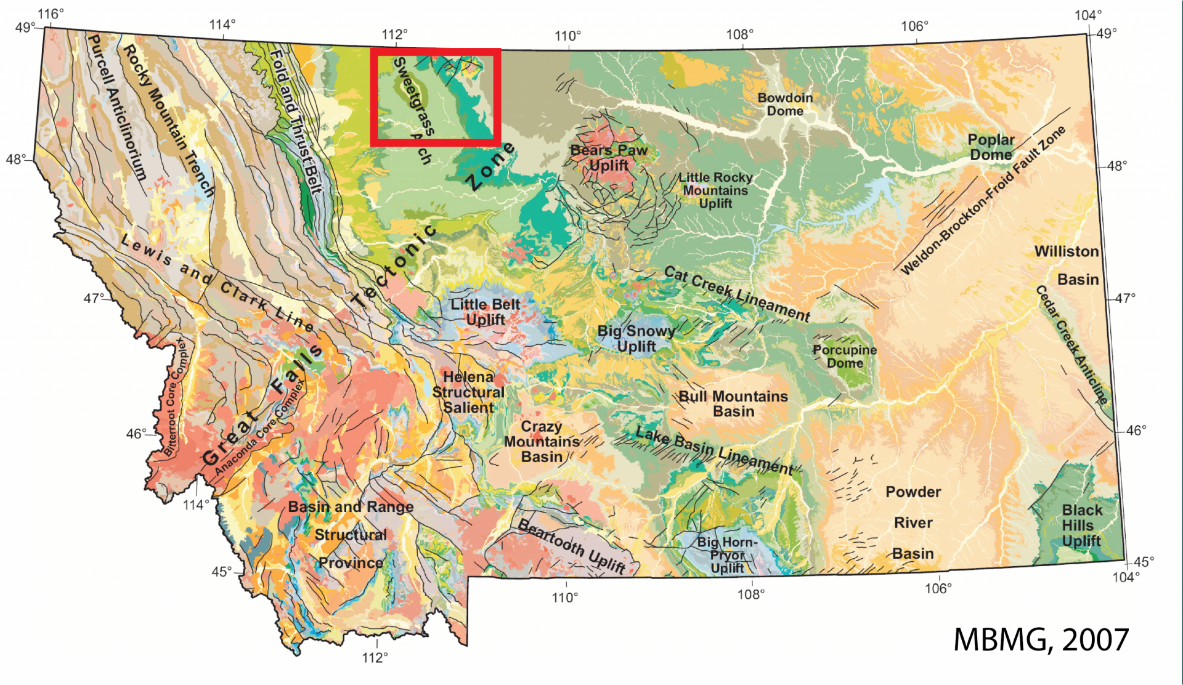 116°
114°
112°
110°
108°
106°
104°
49°
49°
Purcell Anticlinorium
Rocky Mountain Trench
Fold and Thrust Belt
Sweetgrass
Arch
Bowdoin
Dome
Poplar
Dome
48°
48°
Bears Paw
Uplift
Zone
Little Rocky
Mountains
Uplift
Weldon-Brockton-Froid Fault Zone
Tectonic
Lewis and Clark Line
Williston
Basin
Cat Creek Lineament
47°
47°
Little Belt
Uplift
Big Snowy
Uplift
Cedar Creek Anticine
Porcupine
Dome
Great Falls
Bitterroot Core Complex
Anaconda Core Complex
Helena
Structural
Salient
Bull Mountains
Basin
46°
46°
Crazy
Mountains
Basin
Lake Basin Lineament
114°
Basin and Range
Structural
Province
Powder
River
Basin
Black
Hills
Uplift
Beartooth Uplift
Big Horn-
Pryor
Uplift
45°
45°
104°
110°
108°
106°
112°
MBMG, 2007